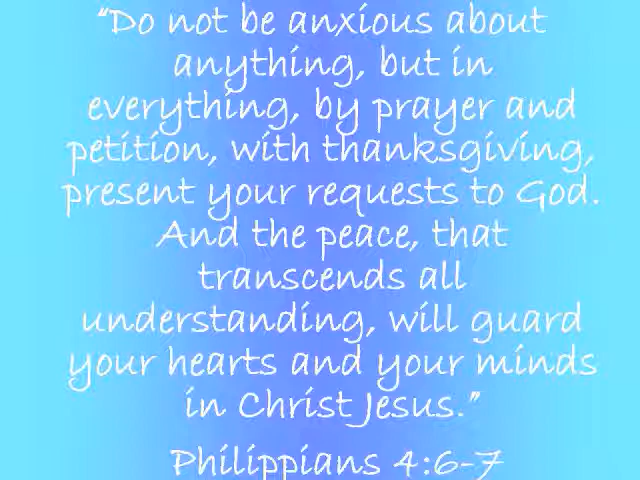 “Do not be anxious about
anything, but in
everything, by prayer and
petition, with thanksgiving,
present your requests to God.
And the peace, that
transcends all
understanding, will guard
your hearts and your minds
in Christ Jesus.”
Philippians 4:6-7